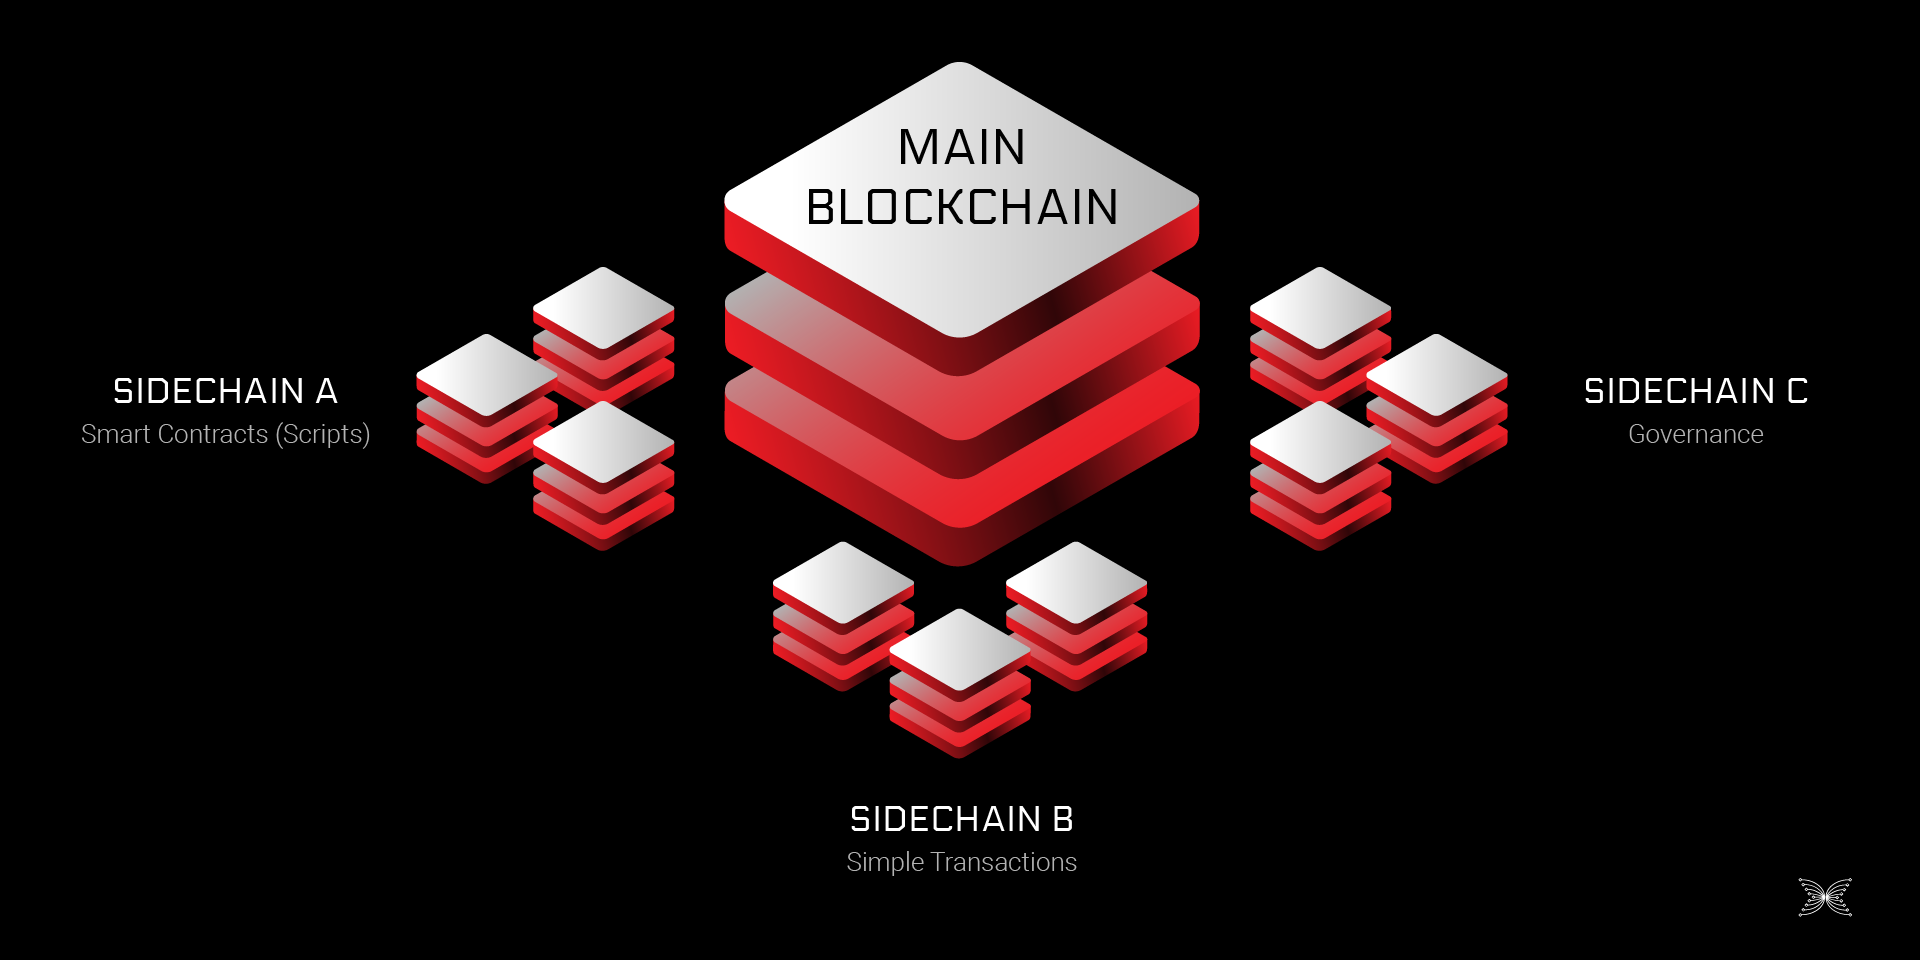 MAIN
BLOCKCHAIN
SIDECHAIN A
Smart Contracts (Scripts)
SIDECHAIN C
Governance
SIDECHAIN B
Simple Transactions